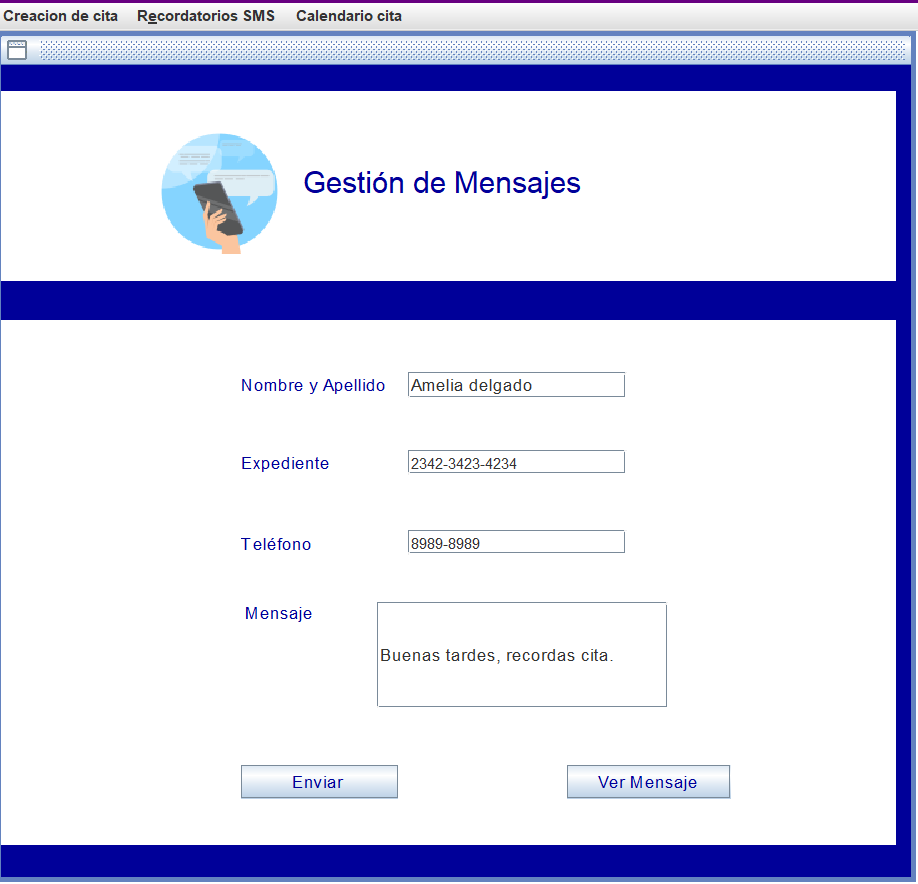 Creacion de cita Recordatorios SMS Calendario cita
Gestión de Mensajes
Nombre y Apellido Amelia delgado
Expediente 2342-3423-4234
Teléfono 8989-8989
Mensaje
Buenas tardes, recordas cita.
Enviar Ver Mensaje